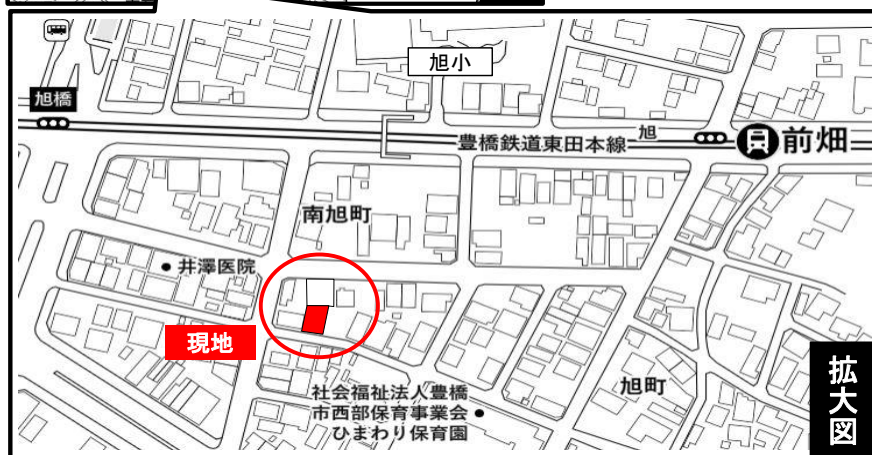 旭小
旭橋
豊橋鉄道東田本線
旭
前畑
南旭町
井澤医院
現地
社会福祉法人豊橋
市西部保育事業会
ひまわり保育園
旭町
拡大図